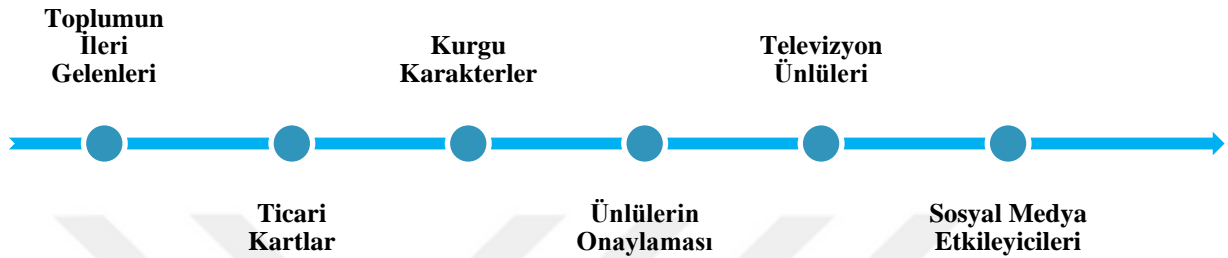 Toplumun
İleri
Gelenleri
Kurgu
Karakterler
Televizyon
Ünlüleri
Ticari
Kartlar
Ünlülerin
Onaylaması
Sosyal Medya
Etkileyicileri